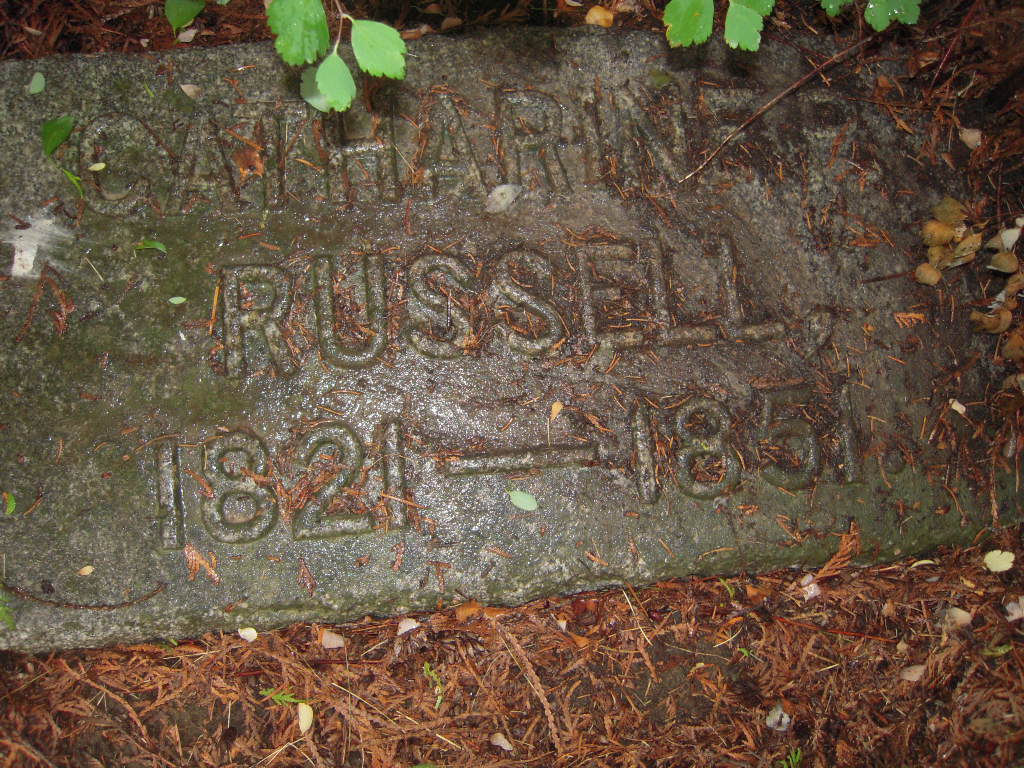 CATHARINE R.
RUSSELL,
1821 — 1851.